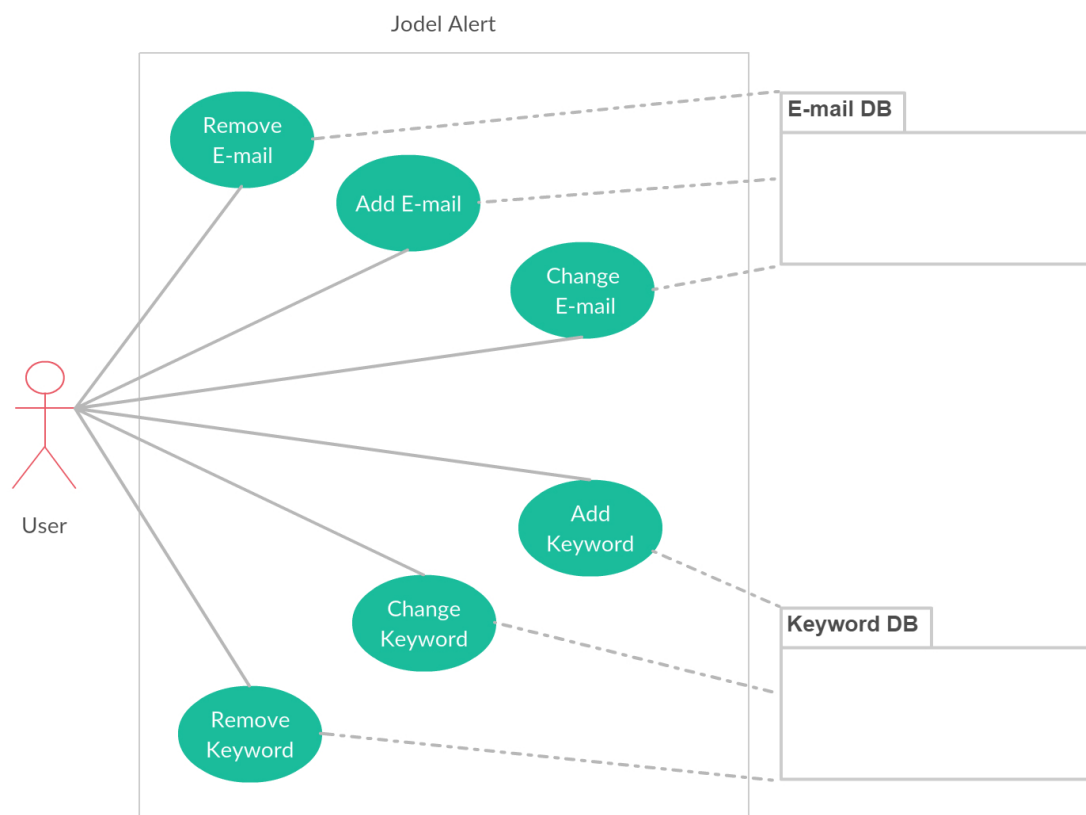 Jodel Alert
Remove
E-mail
E-mail DB
Add E-mail
Change
E-mail
User
Add
Keyword
Change
Keyword
Keyword DB
Remove
Keyword